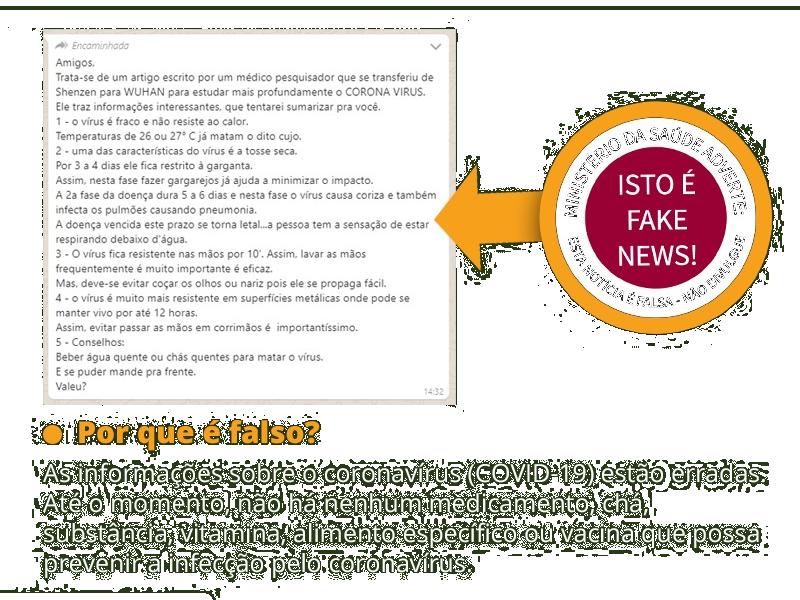 Encaminhada
Amigos,
Trata-se de um artigo escrito por um médico pesquisador que se transferiu de
Shenzen para WUHAN para estudar mais profundamente o CORONA VIRUS.
Ele traz informações interessantes, que tentarei sumarizar pra você.
1 - o vírus é fraco e não resiste ao calor.
Temperaturas de 26 ou 27° C já matam o dito cujo.
2 - uma das características do vírus é a tosse seca.
Por 3 a 4 dias ele fica restrito à garganta.
Assim, nesta fase fazer gargarejos já ajuda a minimizar o impacto.
A 2a fase da doença dura 5 a 6 dias e nesta fase o vírus causa coriza e também
infecta os pulmões causando pneumonia.
A doença vencida este prazo se torna letal...a pessoa tem a sensação de estar
respirando debaixo d'água.
3 - O vírus fica resistente nas mãos por 10'. Assim, lavar as mãos
frequentemente é muito importante é eficaz.
Mas, deve-se evitar coçar os olhos ou nariz pois ele se propaga fácil.
4 - o vírus é muito mais resistente em superfícies metálicas onde pode se
manter vivo por até 12 horas.
Assim, evitar passar as mãos em corrimãos é importantíssimo.
5 - Conselhos:
Beber água quente ou chás quentes para matar o vírus.
E se puder mande pra frente.
Valeu?
14:32
MINISTÉRIO DA SAÚDE ADVERTE:
ISTO É
FAKE
NEWS!
ESTA NOTÍCIA É FALSA - NÃO DIVULGUE
Por que é falso?
As informações sobre o coronavírus (COVID-19) estão erradas.
Até o momento, não há nenhum medicamento, chá,
substância, vitamina, alimento específico ou vacina que possa
prevenir a infecção pelo coronavírus.